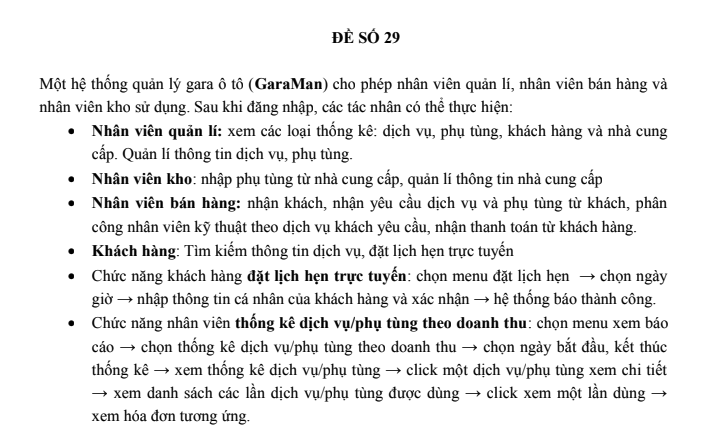 ĐỀ SỐ 29
Một hệ thống quản lý gara ô tô (GaraMan) cho phép nhân viên quản lí, nhân viên bán hàng và
nhân viên kho sử dụng. Sau khi đăng nhập, các tác nhân có thể thực hiện:
• Nhân viên quản lí: xem các loại thống kê: dịch vụ, phụ tùng, khách hàng và nhà cung
cấp. Quản lí thông tin dịch vụ, phụ tùng.
• Nhân viên kho: nhập phụ tùng từ nhà cung cấp, quản lí thông tin nhà cung cấp
• Nhân viên bán hàng: nhận khách, nhận yêu cầu dịch vụ và phụ tùng từ khách, phân
công nhân viên kỹ thuật theo dịch vụ khách yêu cầu, nhận thanh toán từ khách hàng.
• Khách hàng: Tìm kiếm thông tin dịch vụ, đặt lịch hẹn trực tuyến
• Chức năng khách hàng đặt lịch hẹn trực tuyến: chọn menu đặt lịch hẹn → chọn ngày
giờ → nhập thông tin cá nhân của khách hàng và xác nhận → hệ thống báo thành công.
• Chức năng nhân viên thống kê dịch vụ/phụ tùng theo doanh thu: chọn menu xem báo
cáo → chọn thống kê dịch vụ/phụ tùng theo doanh thu → chọn ngày bắt đầu, kết thúc
thống kê → xem thống kê dịch vụ/phụ tùng → click một dịch vụ/phụ tùng xem chi tiết
→ xem danh sách các lần dịch vụ/phụ tùng được dùng → click xem một lần dùng →
xem hóa đơn tương ứng.